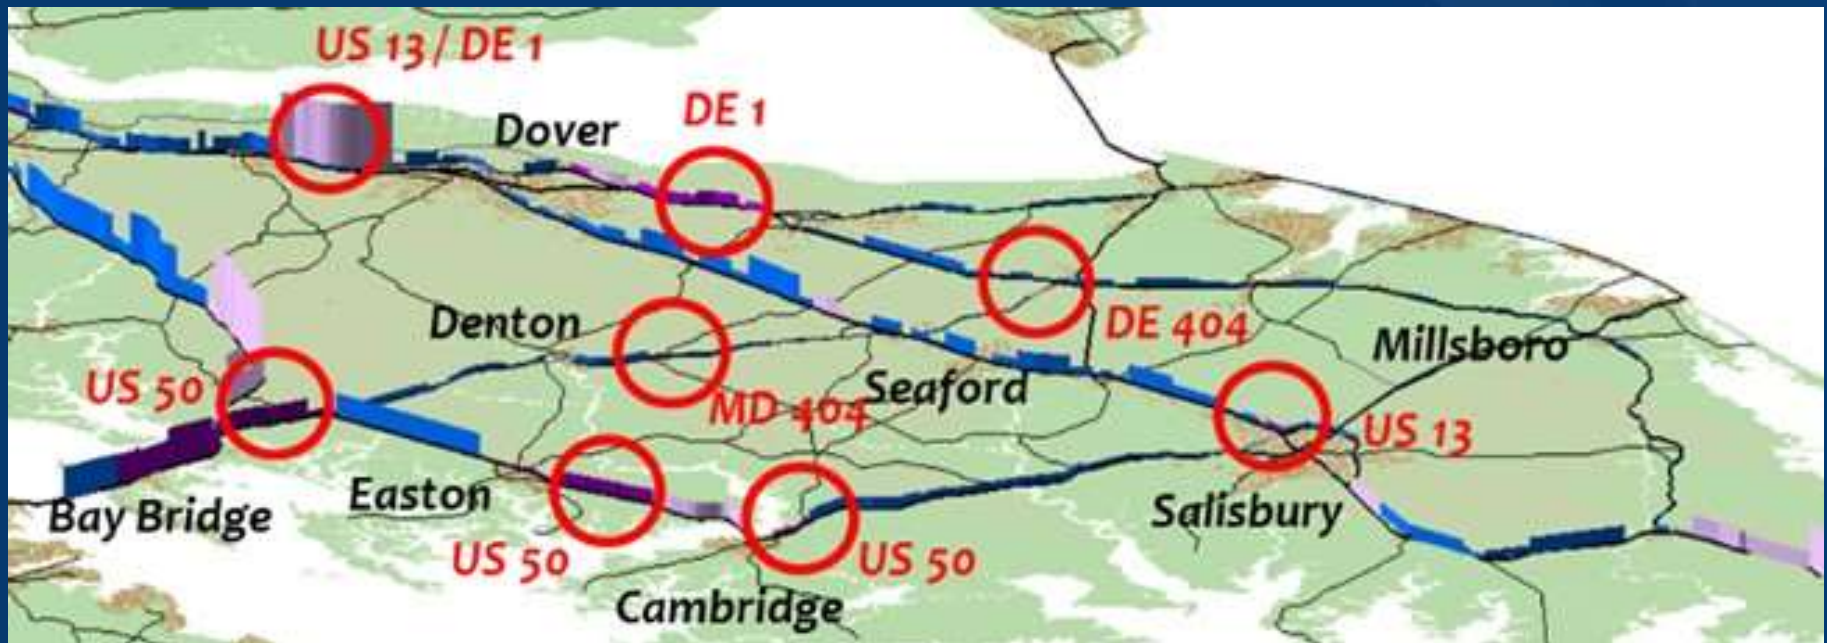 US 13 / DE 1
DE 1
Dover
Denton
DE 404
Millsboro
US 50
Seaford
MD 404
US 13
Easton
Bay Bridge
Salisbury
US 50
US 50
Cambridge